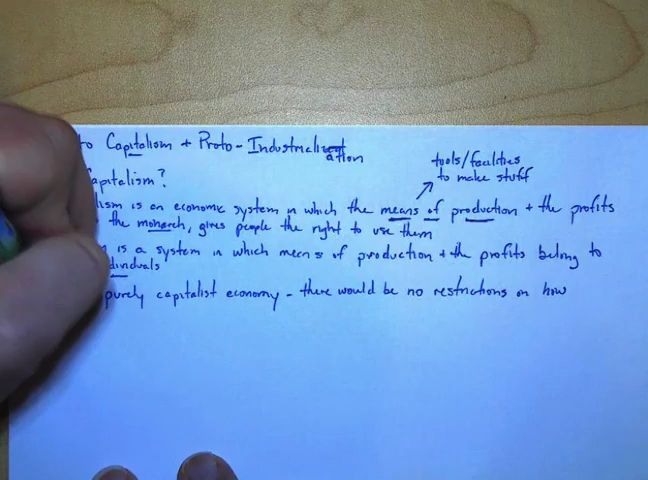 to Capitalism + Proto-Industrialization
tools/facilities
to make stuff
apitalism?
lism is an economic system in which the means of production + the profits
the monarch, gives people the right to use them
is a system in which means of production + the profits belong to
dividuals
purely capitalist economy - there would be no restrictions on how